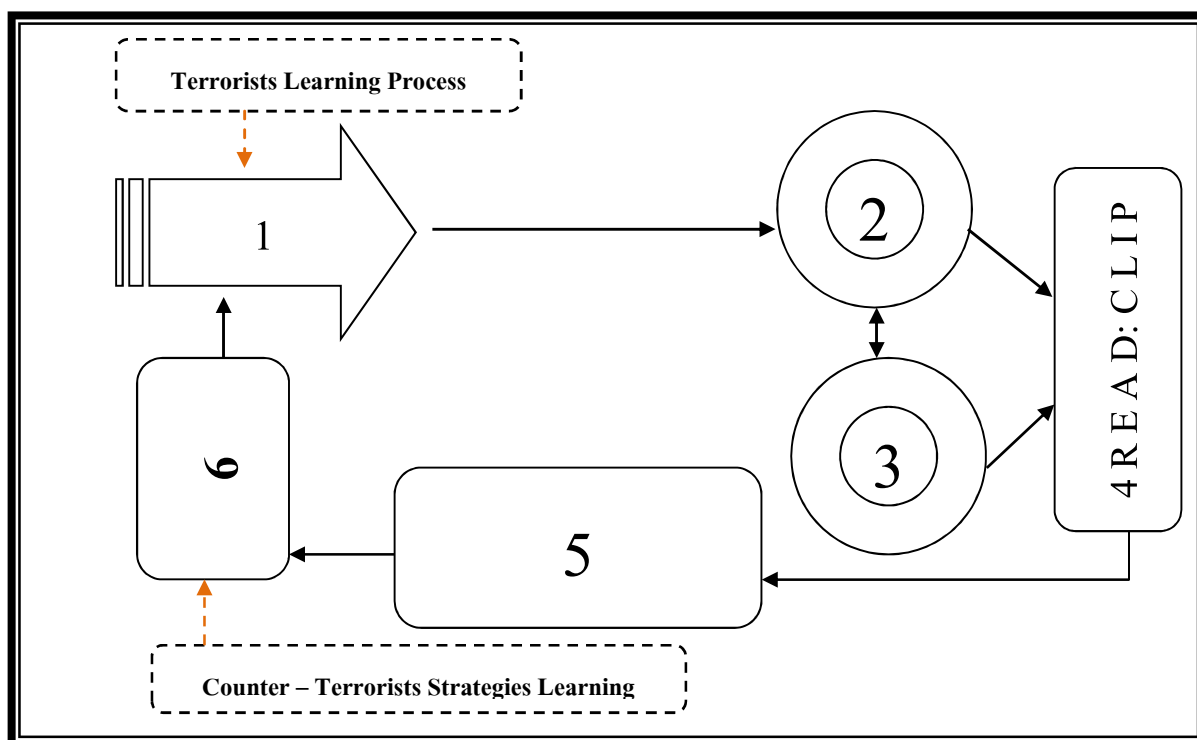 Terrorists Learning Process
1
2
3
4 R E A D: C L I P
5
6
Counter – Terrorists Strategies Learning